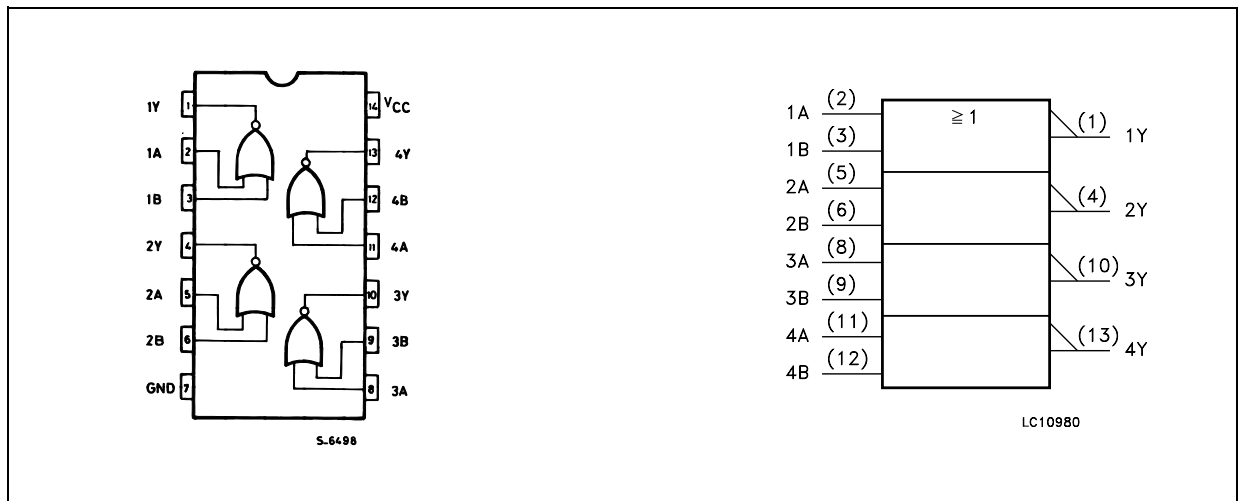 1Y 1 14 VCC
1A 2 13 4Y
1B 3 12 4B
2Y 4 11 4A
2A 5 10 3Y
2B 6 9 3B
GND 7 8 3A
S-6498
≧ 1
1A (2)
1B (3)
2A (5)
2B (6)
3A (8)
3B (9)
4A (11)
4B (12)
(1) 1Y
(4) 2Y
(10) 3Y
(13) 4Y
LC10980